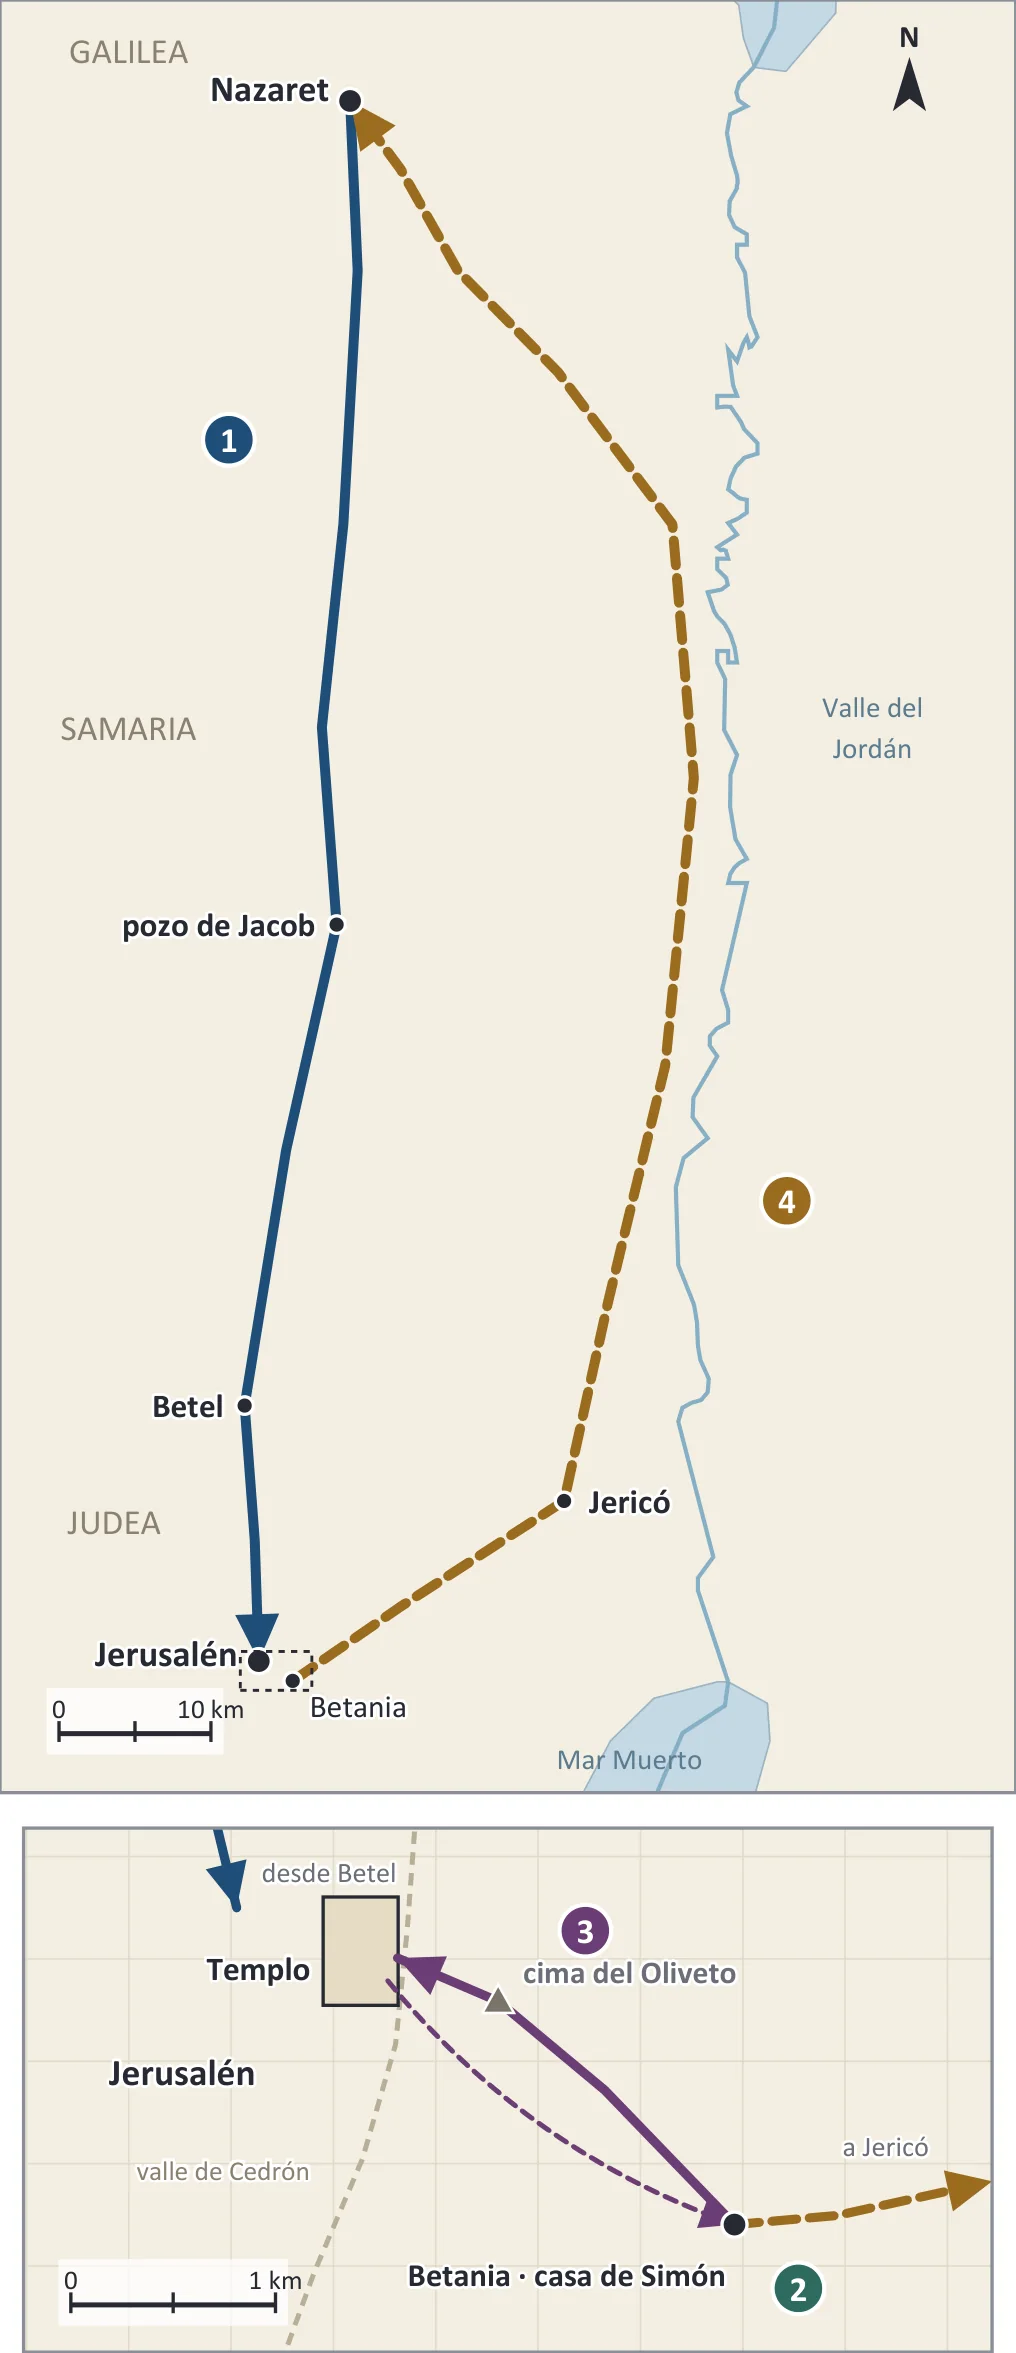 GALILEA
N
Nazaret
1
SAMARIA
Valle del
Jordán
pozo de Jacob
4
Betel
Jericó
JUDEA
Jerusalén
Betania
0 10 km
Mar Muerto
desde Betel
3
Templo
cima del Oliveto
Jerusalén
a Jericó
valle de Cedrón
Betania · casa de Simón
2
0 1 km